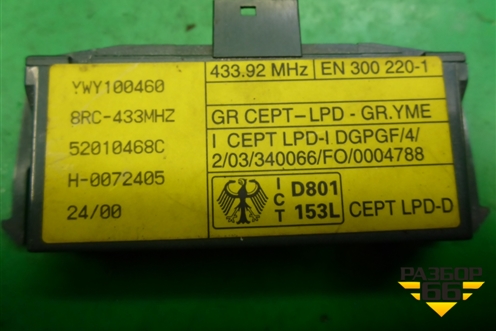 YWY100460
8RC-433MHZ
52010468C
H-0072405
24/00
433.92 MHz
EN 300 220-1
GR CEPT-LPD - GR.YME
I CEPT LPD-I DGPGF/4/
2/03/340066/FO/0004788
ICT
D801
153L
CEPT LPD-D
РАЗБОР
66